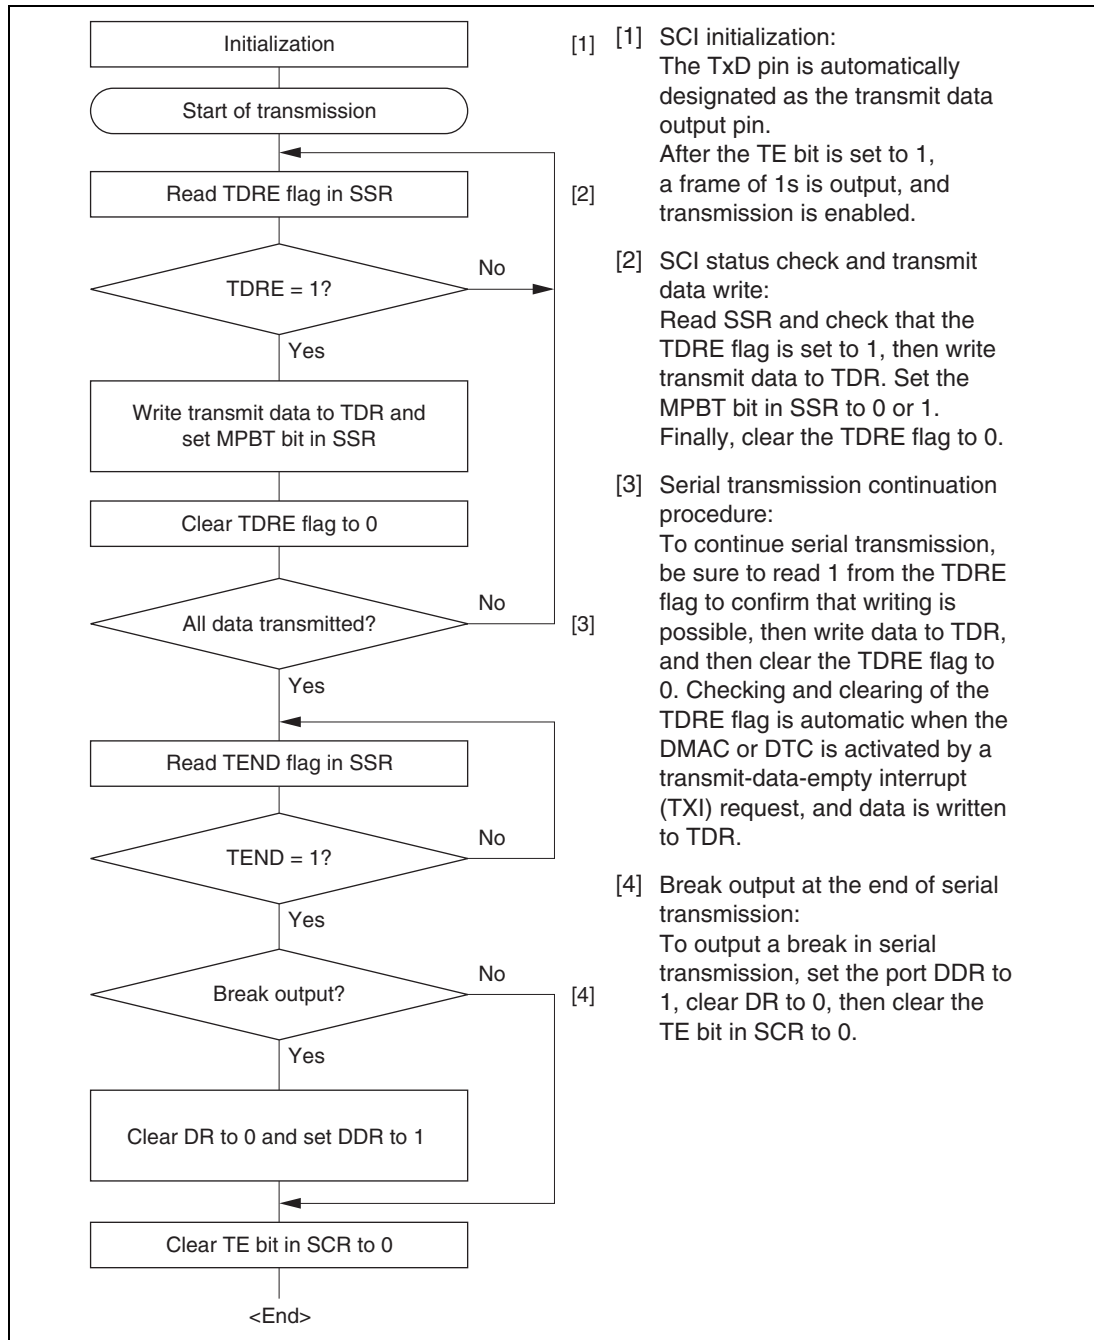 Initialization
[1]
Start of transmission
Read TDRE flag in SSR
[2]
TDRE = 1?
No
Yes
Write transmit data to TDR and
set MPBT bit in SSR
Clear TDRE flag to 0
All data transmitted?
No
[3]
Yes
Read TEND flag in SSR
TEND = 1?
No
Yes
Break output?
No
[4]
Yes
Clear DR to 0 and set DDR to 1
Clear TE bit in SCR to 0
<End>
[1] SCI initialization:
The TxD pin is automatically
designated as the transmit data
output pin.
After the TE bit is set to 1,
a frame of 1s is output, and
transmission is enabled.
[2] SCI status check and transmit
data write:
Read SSR and check that the
TDRE flag is set to 1, then write
transmit data to TDR. Set the
MPBT bit in SSR to 0 or 1.
Finally, clear the TDRE flag to 0.
[3] Serial transmission continuation
procedure:
To continue serial transmission,
be sure to read 1 from the TDRE
flag to confirm that writing is
possible, then write data to TDR,
and then clear the TDRE flag to
0. Checking and clearing of the
TDRE flag is automatic when the
DMAC or DTC is activated by a
transmit-data-empty interrupt
(TXI) request, and data is written
to TDR.
[4] Break output at the end of serial
transmission:
To output a break in serial
transmission, set the port DDR to
1, clear DR to 0, then clear the
TE bit in SCR to 0.